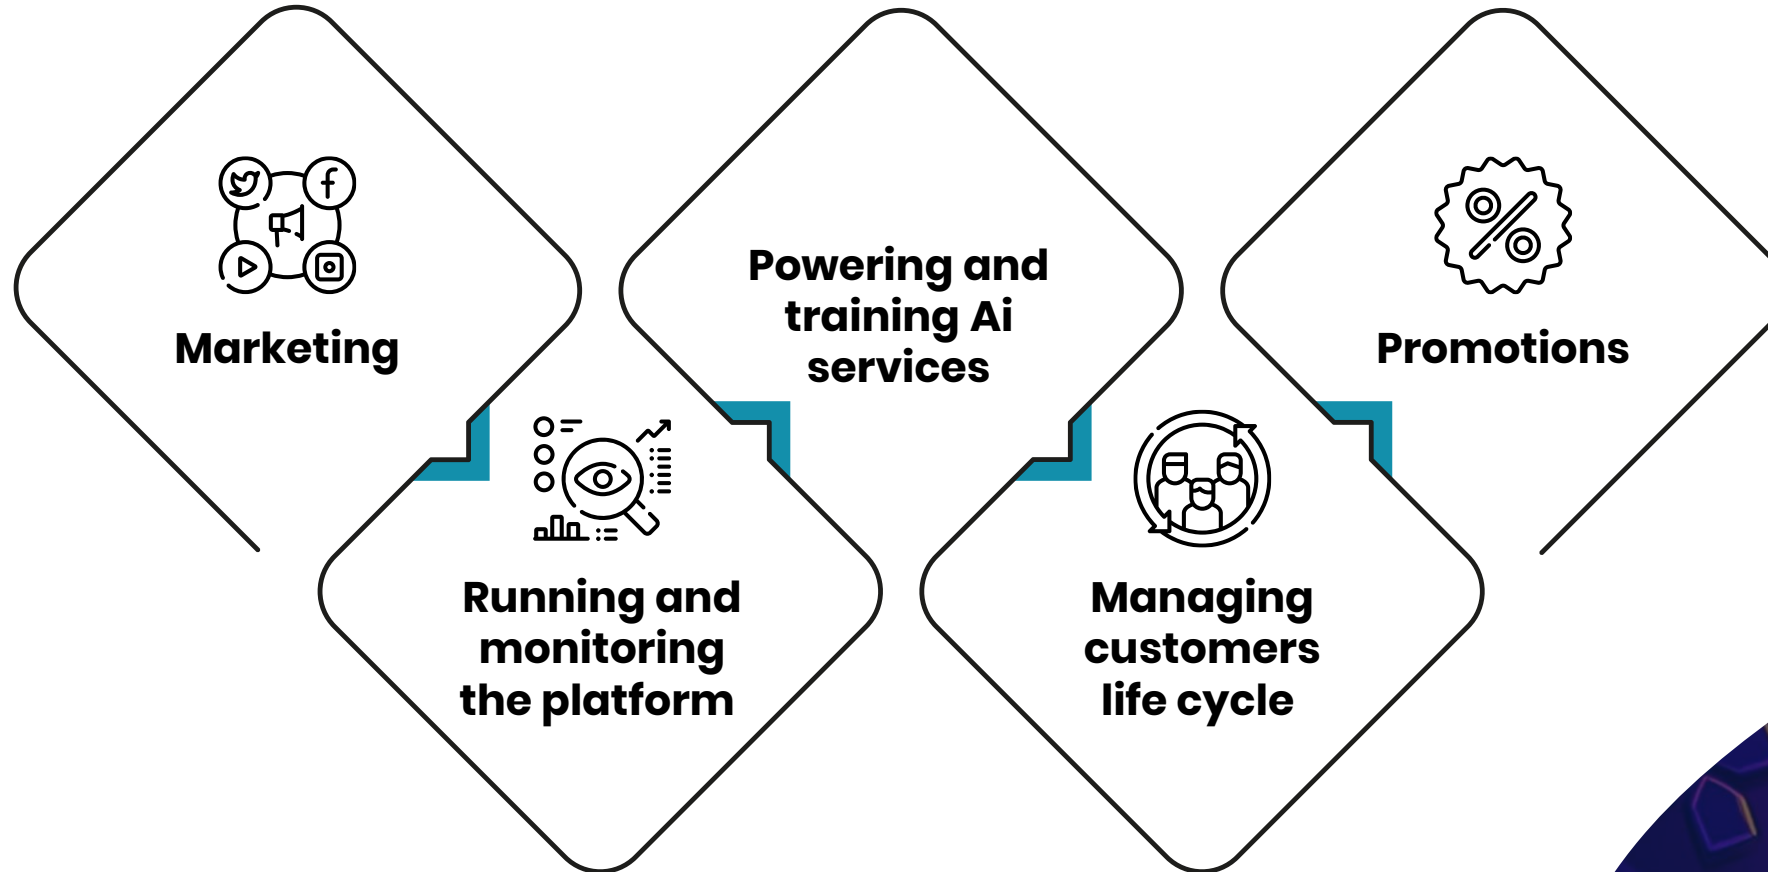 Marketing
Running and
monitoring
the platform
Powering and
training Ai
services
Managing
customers
life cycle
Promotions